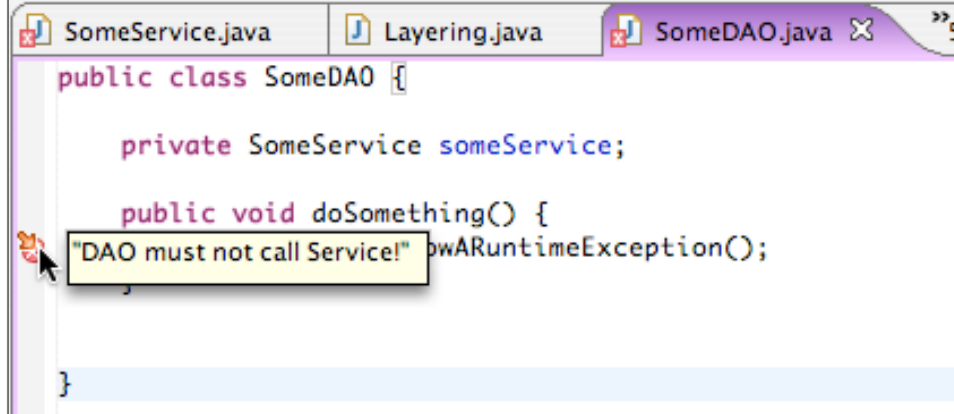 SomeService.java Layering.java SomeDAO.java
public class SomeDAO {
private SomeService someService;
public void doSomething() {
"DAO must not call Service!" owARuntimeException();
}
}